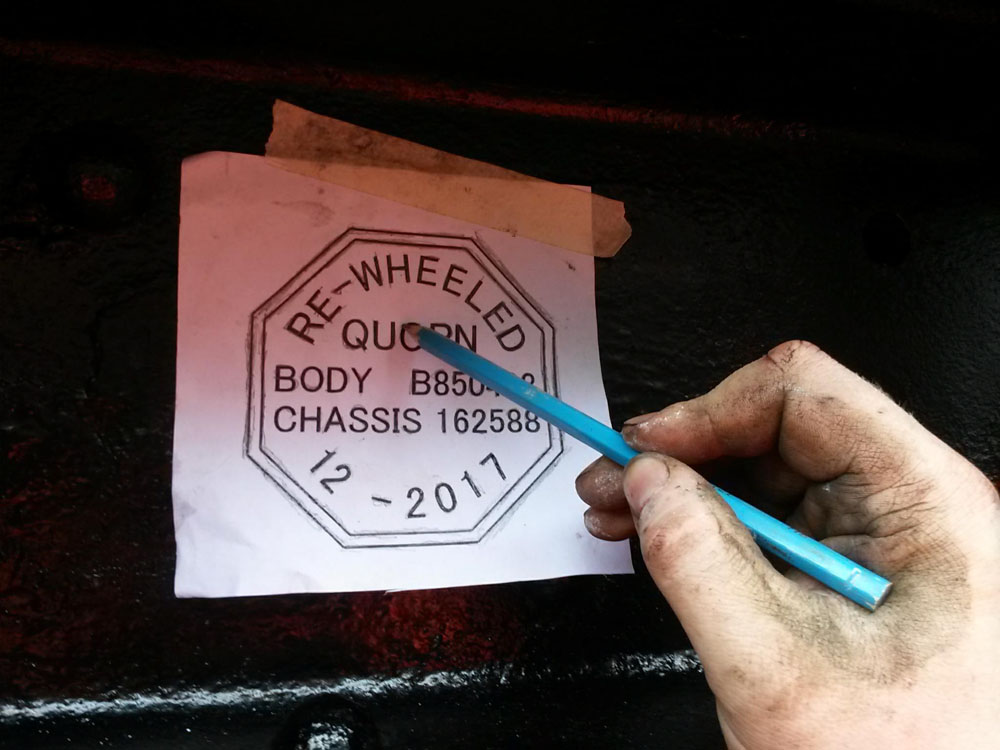 RE-WHEELED
QUORN
BODY
CHASSIS 162588
12 - 2017